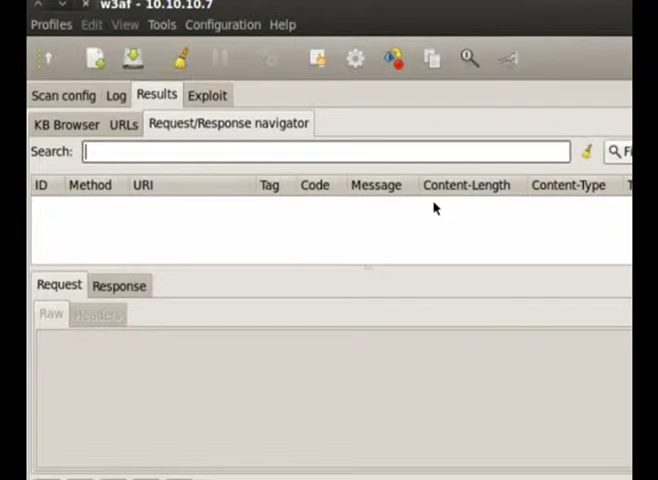 w3af - 10.10.10.7
Profiles Edit View Tools Configuration Help
Scan config Log Results Exploit
KB Browser URLs Request/Response navigator
Search:
ID Method URI Tag Code Message Content-Length Content-Type
Request Response
Raw Headers